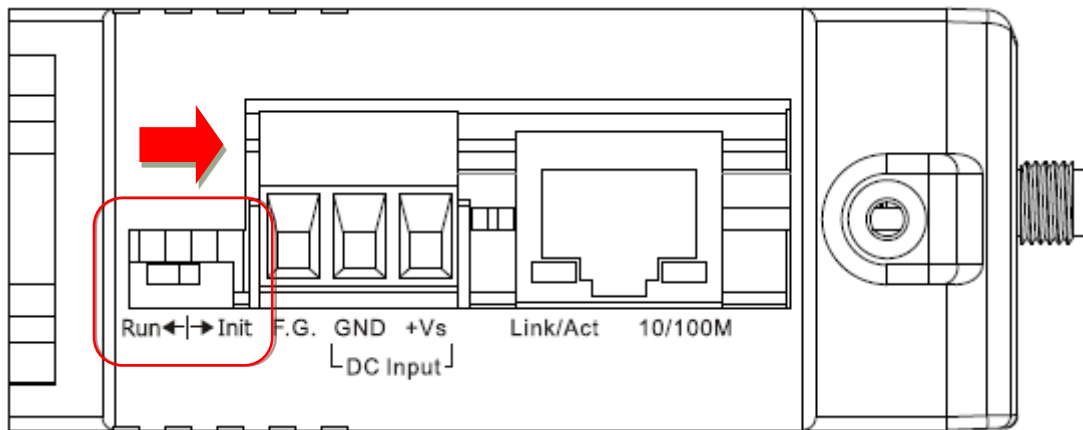 Run ←|→ Init F.G. GND +Vs Link/Act 10/100M
DC Input